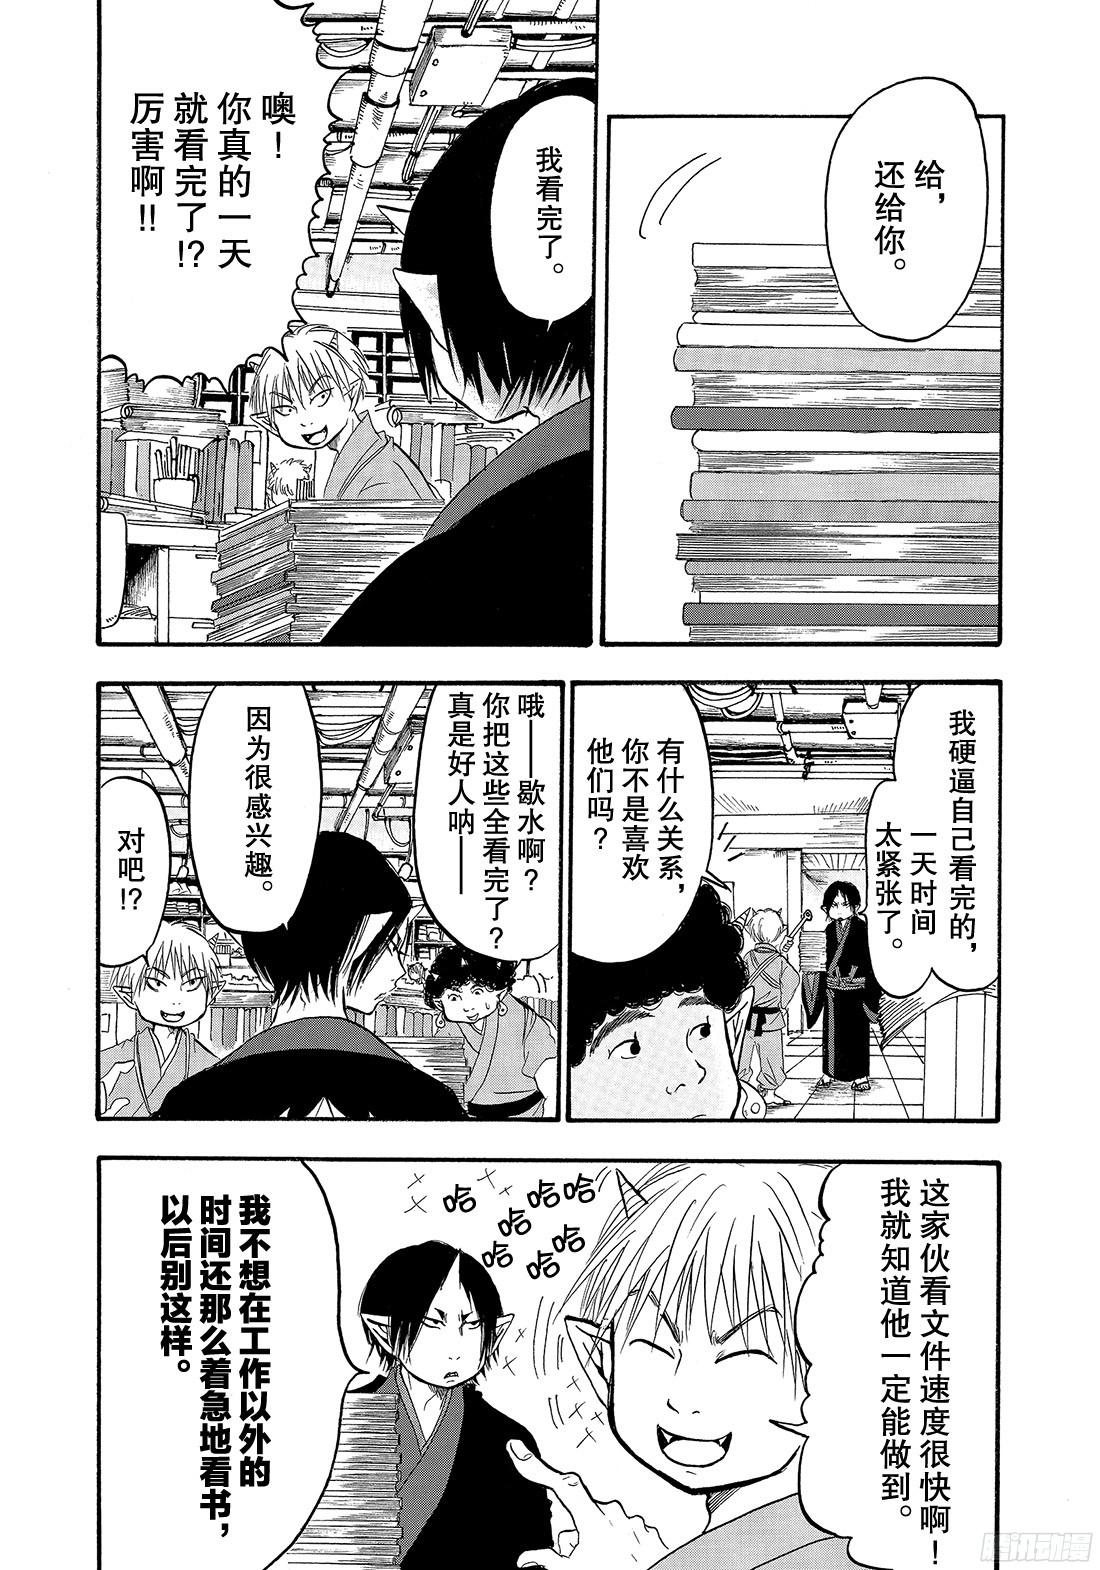 给，
还给你。
我看完了。
噢！
你真的一天
就看完了!?
厉害啊!!
我硬逼自己看完的，
一天时间
太紧张了。
有什么关系，
你不是喜欢
他们吗？
哦——歇水啊？
你把这些全看完了？
真是好人呐——
因为很感兴趣。
对吧!?
这家伙看文件速度很快啊！
我就知道他一定能做到。
哈
哈
哈
哈
哈
哈
我不想在工作以外的
时间还那么着急地看书，
以后别这样。
腾讯动漫